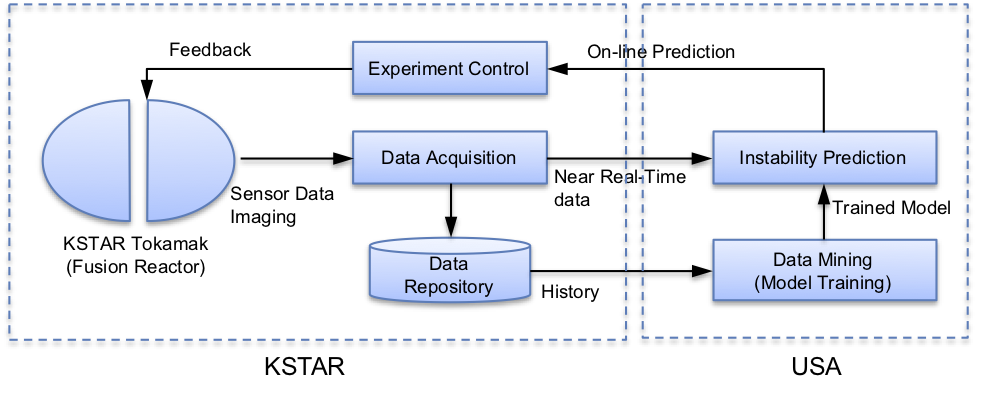 Feedback
Experiment Control
On-line Prediction
Data Acquisition
Instability Prediction
Sensor Data
Imaging
Near Real-Time
data
Trained Model
KSTAR Tokamak
(Fusion Reactor)
Data
Repository
History
Data Mining
(Model Training)
KSTAR
USA